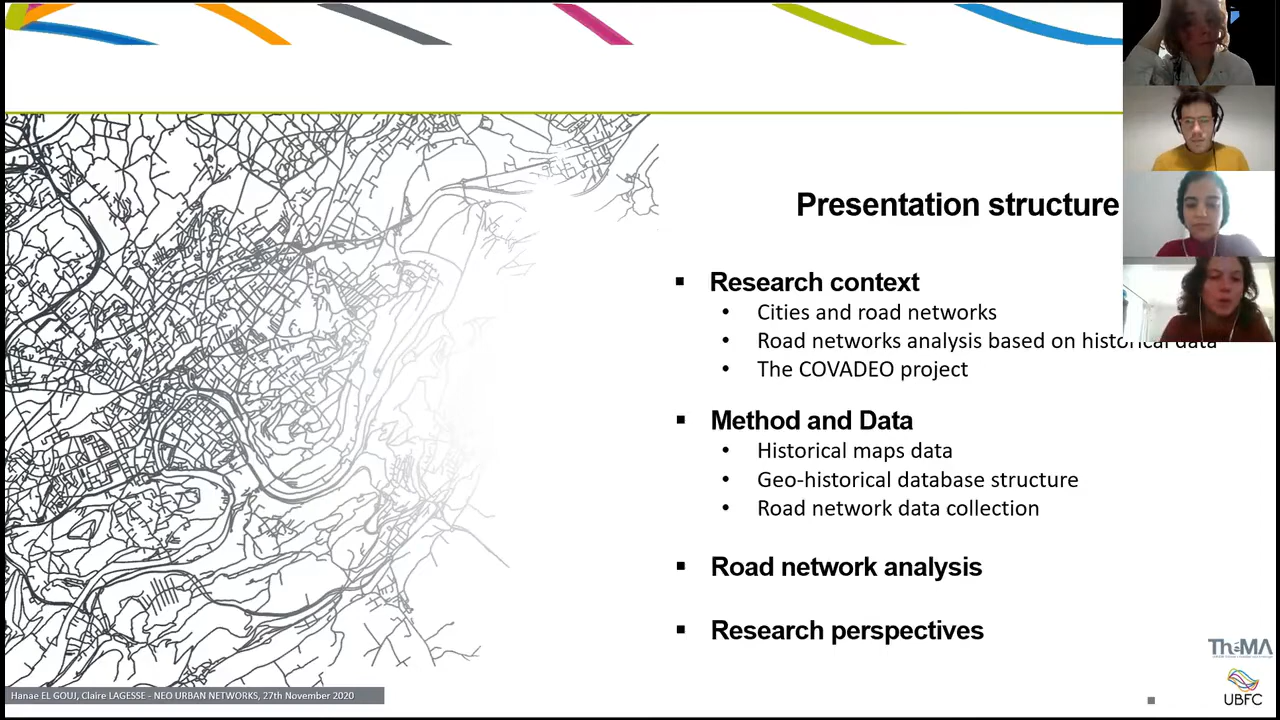 Presentation structure
▪ Research context
• Cities and road networks
• Road networks analysis based on historical data
• The COVADEO project
▪ Method and Data
• Historical maps data
• Geo-historical database structure
• Road network data collection
▪ Road network analysis
▪ Research perspectives
ThéMA
UBFC
Hanae EL GOUJ, Claire LAGESSE - NEO URBAN NETWORKS, 27th November 2020